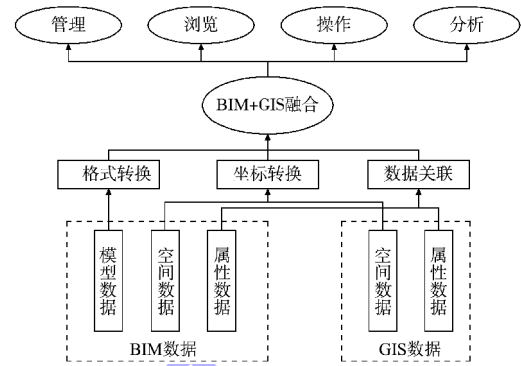 管理 浏览 操作 分析
BIM+GIS融合
格式转换 坐标转换 数据关联
模型数据 空间数据 属性数据 空间数据 属性数据
BIM数据 GIS数据